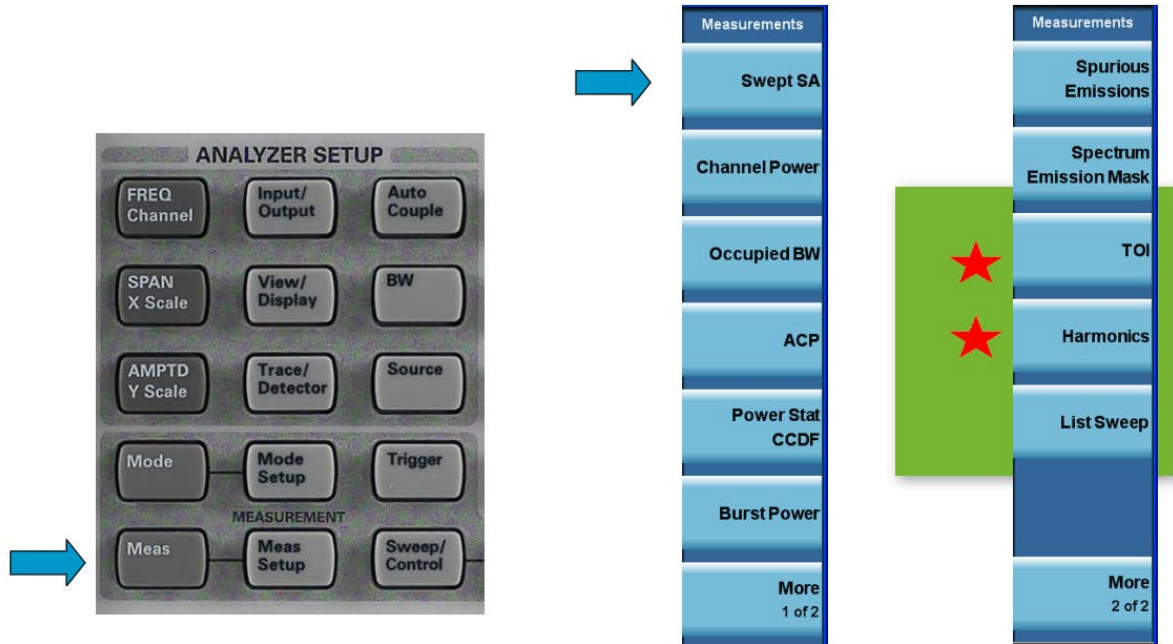 ANALYZER SETUP
FREQ
Channel
Input/
Output
Auto
Couple
SPAN
X Scale
View/
Display
BW
AMPTD
Y Scale
Trace/
Detector
Source
Mode
Mode
Setup
Trigger
MEASUREMENT
Meas
Meas
Setup
Sweep/
Control
Measurements
Swept SA
Channel Power
Occupied BW
ACP
Power Stat
CCDF
Burst Power
More
1 of 2
Measurements
Spurious
Emissions
Spectrum
Emission Mask
TOI
Harmonics
List Sweep
More
2 of 2